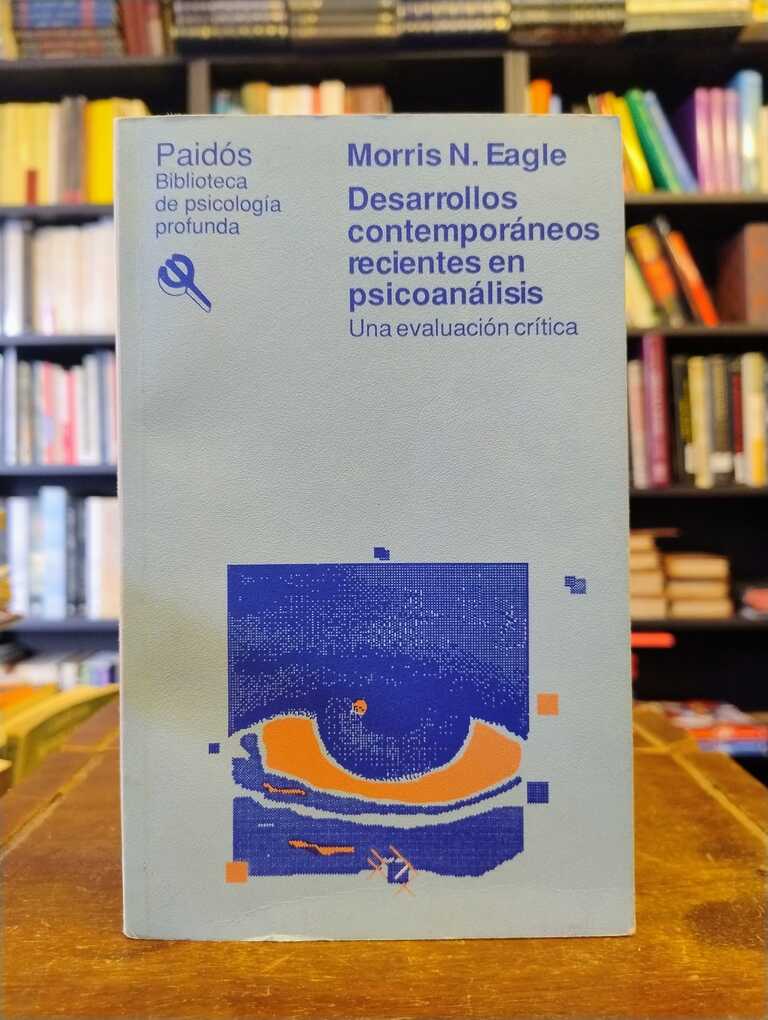 Paidós
Biblioteca
de psicología
profunda
Morris N. Eagle
Desarrollos
contemporáneos
recientes en
psicoanálisis
Una evaluación crítica